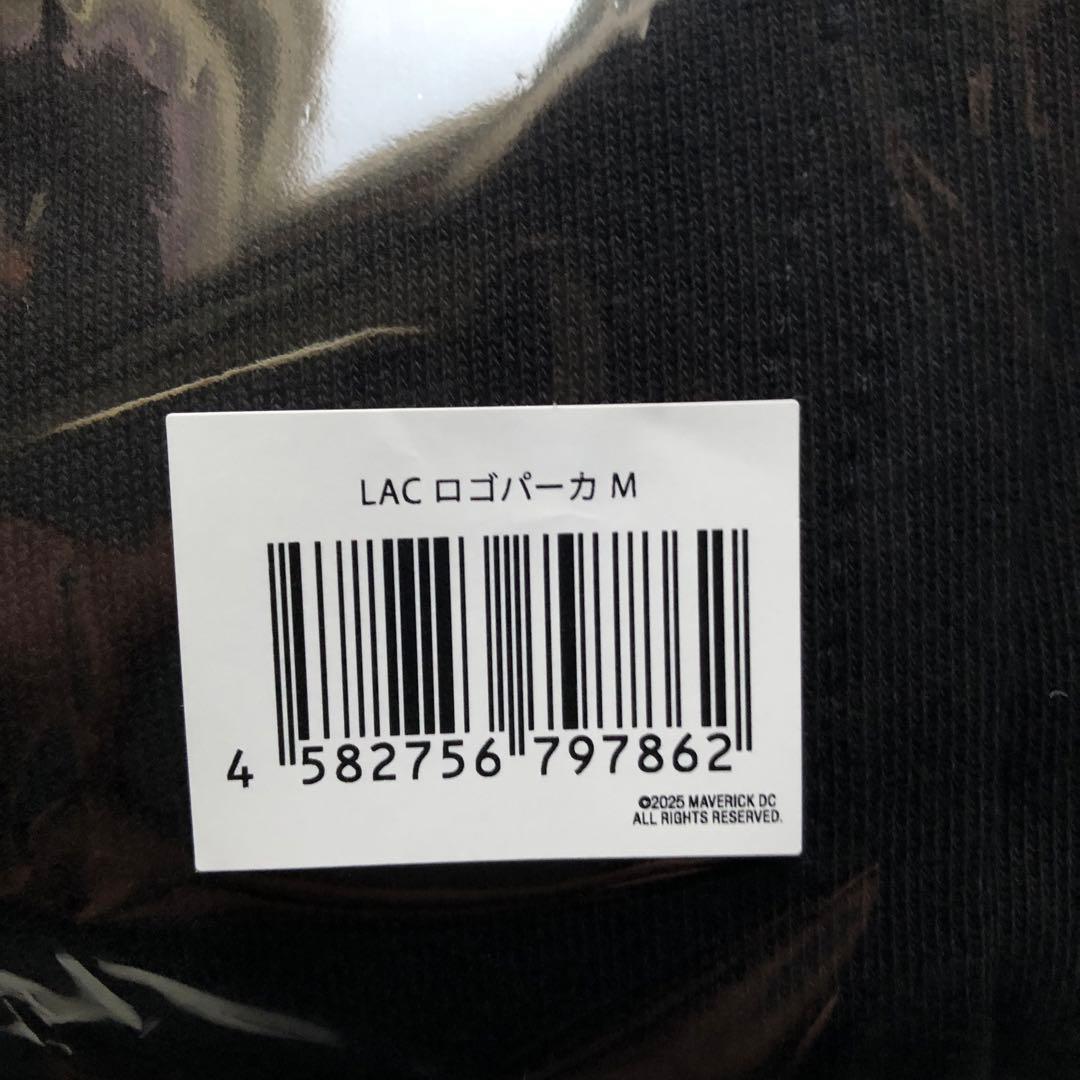 LAC ロゴパーカ M
4 582756 797862
©2025 MAVERICK DC
ALL RIGHTS RESERVED.